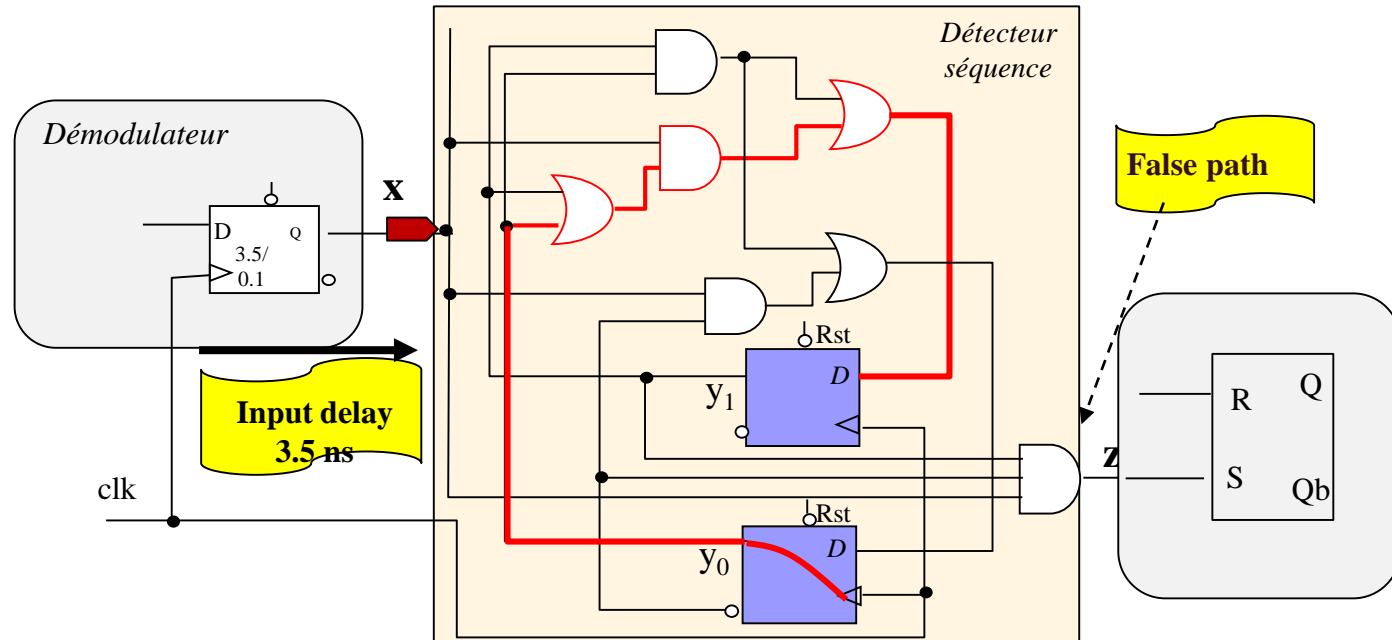 Détecteur
séquence
Démodulateur
False path
x
D
Q
3.5/
0.1
Rst
D
y1
R
Q
Input delay
3.5 ns
z
S
Qb
clk
Rst
D
y0